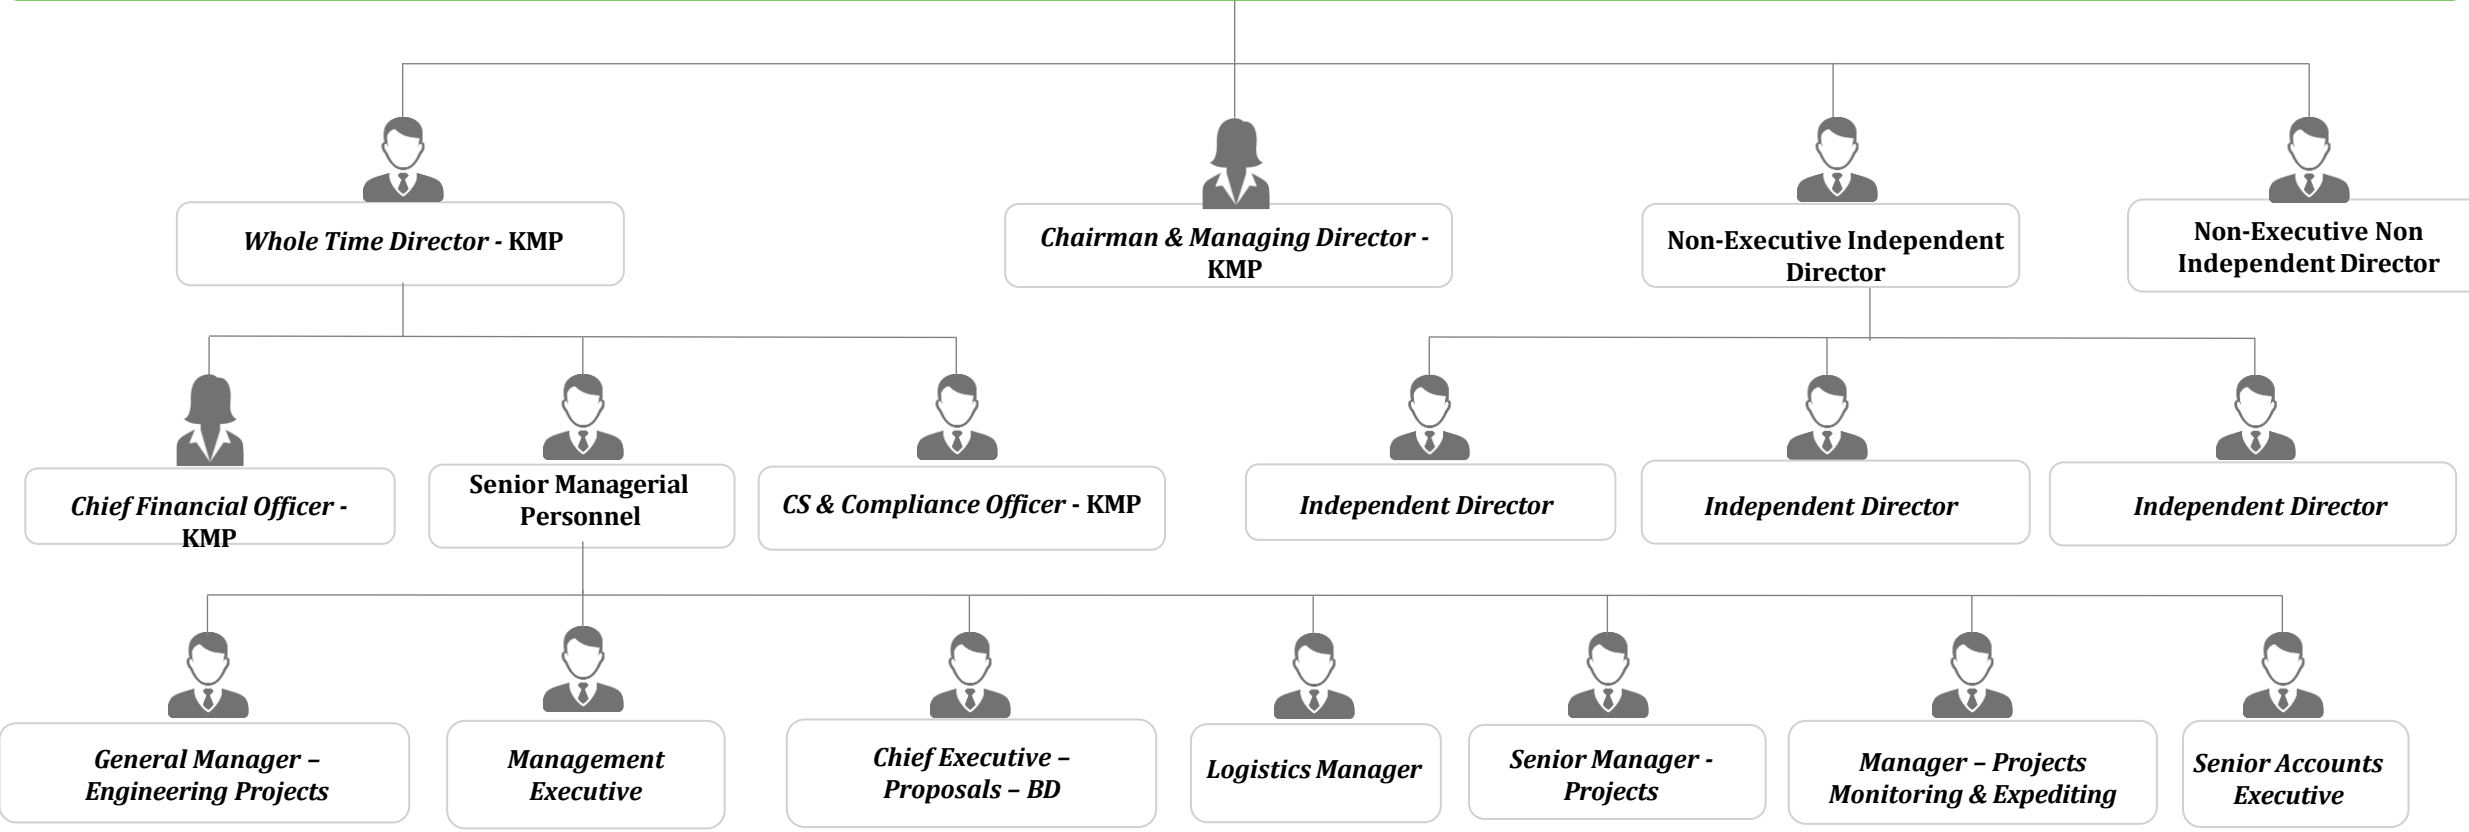 Whole Time Director - KMP
Chairman & Managing Director -
KMP
Non-Executive Independent
Director
Non-Executive Non
Independent Director
Chief Financial Officer -
KMP
Senior Managerial
Personnel
CS & Compliance Officer - KMP
Independent Director
Independent Director
Independent Director
General Manager –
Engineering Projects
Management
Executive
Chief Executive –
Proposals – BD
Logistics Manager
Senior Manager -
Projects
Manager – Projects
Monitoring & Expediting
Senior Accounts
Executive